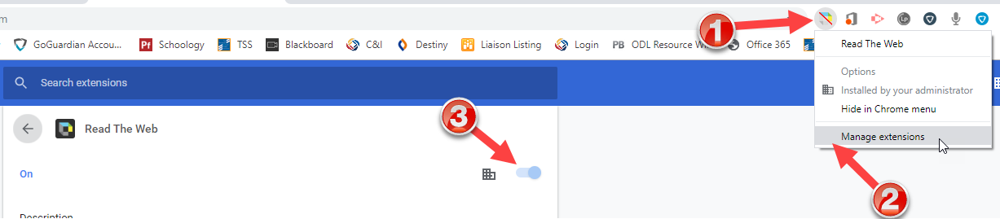 m
1
GoGuardian Accou... Pf Schoology TSS Blackboard C&I Destiny Liaison Listing Login PB ODL Resource W Office 365
Lp
Read The Web
Options
Installed by your administrator
Hide in Chrome menu
Manage extensions
2
Search extensions
3
Read The Web
On
Description